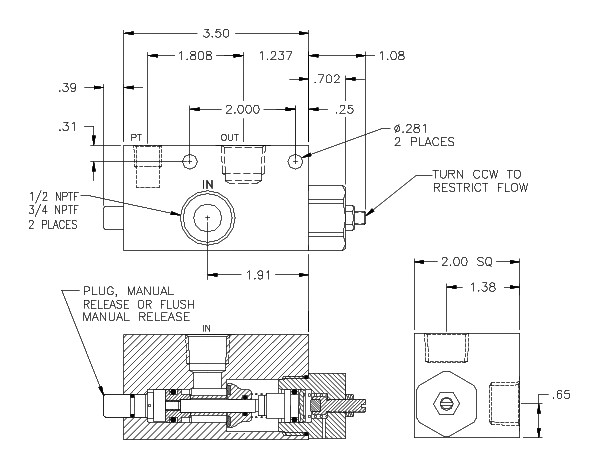 3.50
1.808
1.237
1.08
.39
.702
2.000
.25
.31
PT
OUT
ø.281
2 PLACES
IN
TURN CCW TO
RESTRICT FLOW
1/2 NPTF
3/4 NPTF
2 PLACES
1.91
2.00 SQ
PLUG, MANUAL
RELEASE OR FLUSH
MANUAL RELEASE
1.38
IN
.65